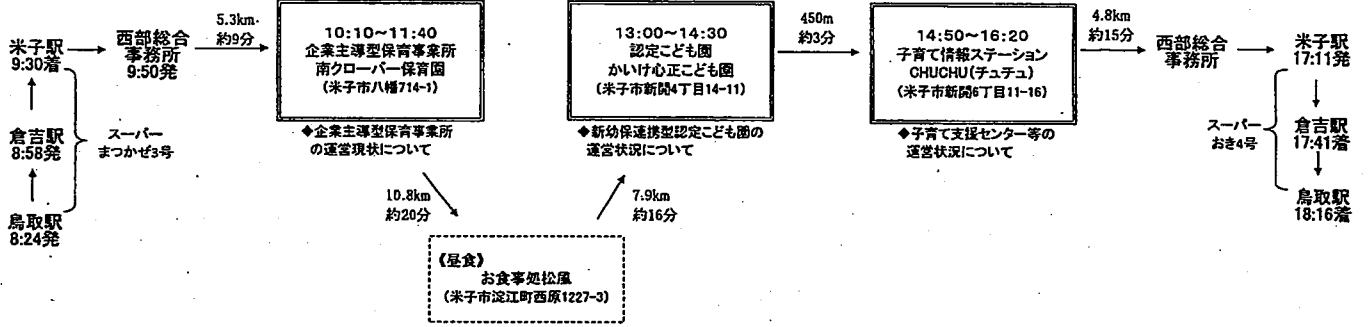 米子駅
9:30着
倉吉駅
8:58発
鳥取駅
8:24発
スーパー
まつかぜ3号
西部総合
事務所
9:50発
5.3km
約9分
10:10～11:40
企業主導型保育事業所
南クローバー保育園
(米子市八幡714-1)
◆企業主導型保育事業所
の運営現状について
10.8km
約20分
《昼食》
お食事処松風
(米子市淀江町西原1227-3)
7.9km
約16分
13:00～14:30
認定こども園
かいけ心正こども園
(米子市新開4丁目14-11)
◆新幼保連携型認定こども園の
運営状況について
450m
約3分
14:50～16:20
子育て情報ステーション
CHUCHU(チュチュ)
(米子市新開6丁目11-16)
◆子育て支援センター等の
運営状況について
4.8km
約15分
西部総合
事務所
米子駅
17:11発
スーパー
おき4号
倉吉駅
17:41着
鳥取駅
18:16着